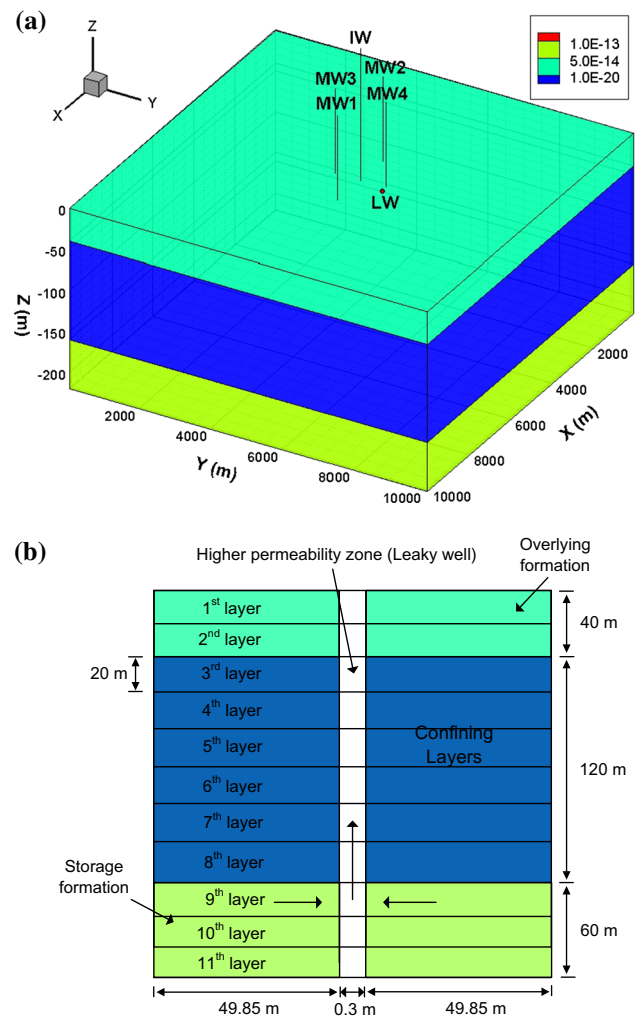 (a)
Z
X
Y
IW
MW2
MW3
MW4
MW1
LW
1.0E-13
5.0E-14
1.0E-20
0
-50
-100
-150
-200
Z (m)
2000
4000
6000
8000
10000
Y (m)
10000
8000
6000
4000
2000
X (m)
(b)
Higher permeability zone (Leaky well)
Overlying
formation
1st layer
2nd layer
40 m
20 m
3rd layer
4th layer
5th layer
6th layer
7th layer
8th layer
Confining
Layers
120 m
Storage
formation
9th layer
10th layer
11th layer
60 m
49.85 m
0.3 m
49.85 m